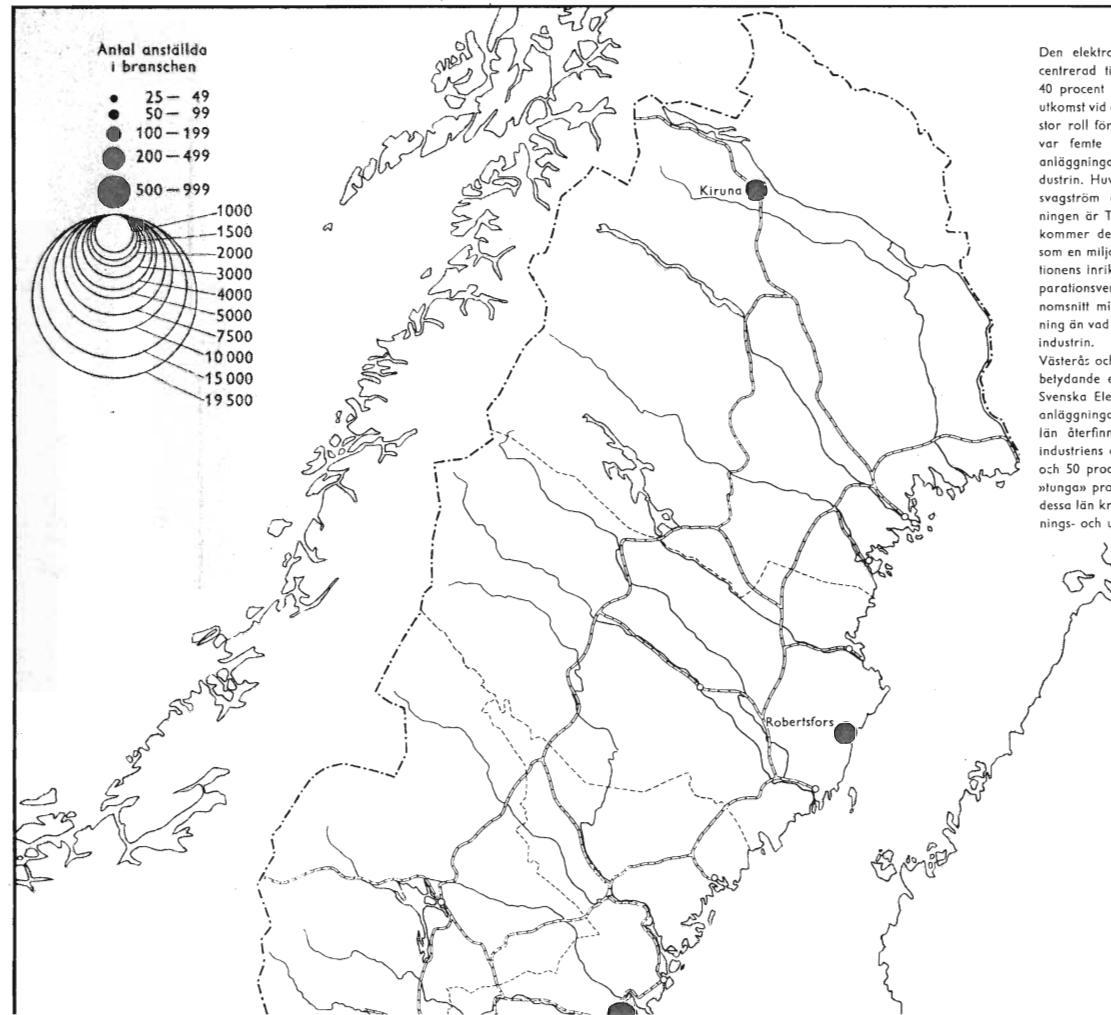 Antal anställda
i branschen
25 — 49
50 — 99
100 — 199
200 — 499
500 — 999
1000
1500
2000
3000
4000
5000
7500
10 000
15 000
19 500
Kiruna
Robertsfors
Den elektro
centrerad ti
40 procent
utkomst vid
stor roll för
var femte
anläggninga
dustrin. Huv
svagström
ningen är T
kommer de
som en miljo
tionens inrik
parationsver
nomsnitt mi
ning än vad
industrin.
Västerås och
betydande e
Svenska Ele
anläggninga
län återfinn
industriens
och 50 proc
»tunga» pro
dessa län kr
nings- och u